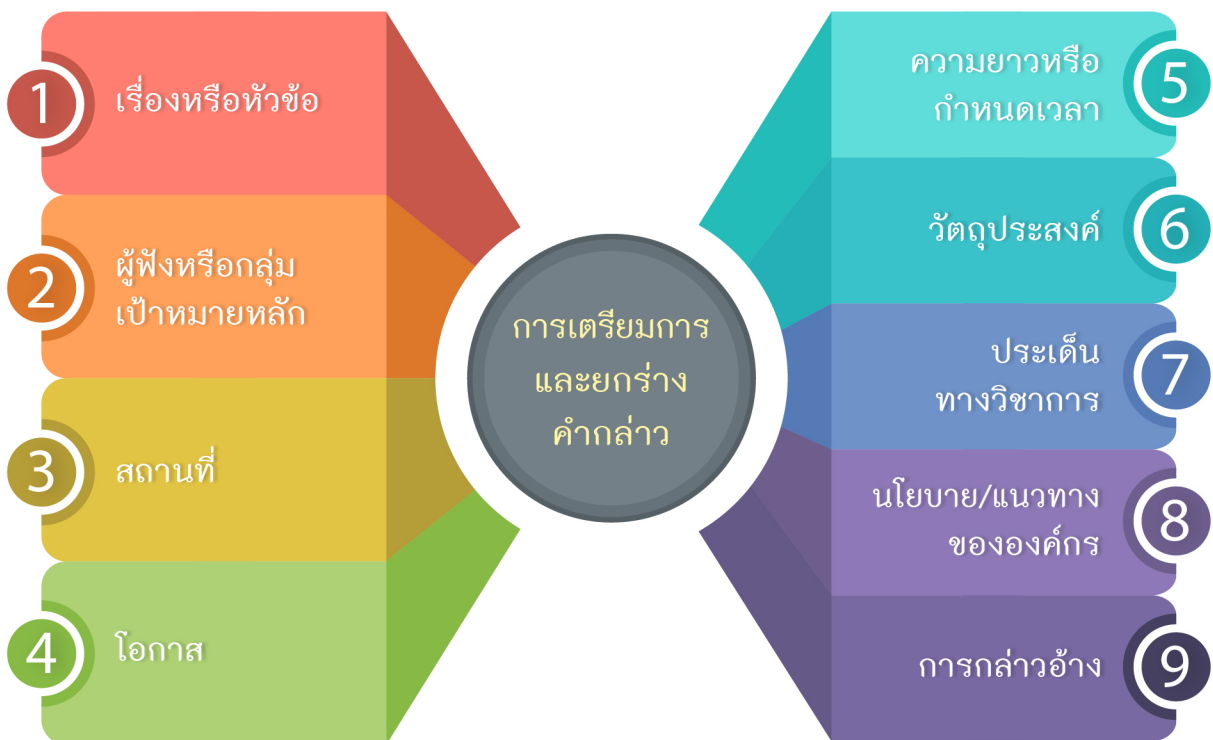 1
เรื่องหรือหัวข้อ
2
ผู้ฟังหรือกลุ่ม
เป้าหมายหลัก
3
สถานที่
4
โอกาส
การเตรียมการ
และยกร่าง
คำกล่าว
ความยาวหรือ
กำหนดเวลา
5
วัตถุประสงค์
6
ประเด็น
ทางวิชาการ
7
นโยบาย/แนวทาง
ขององค์กร
8
การกล่าวอ้าง
9